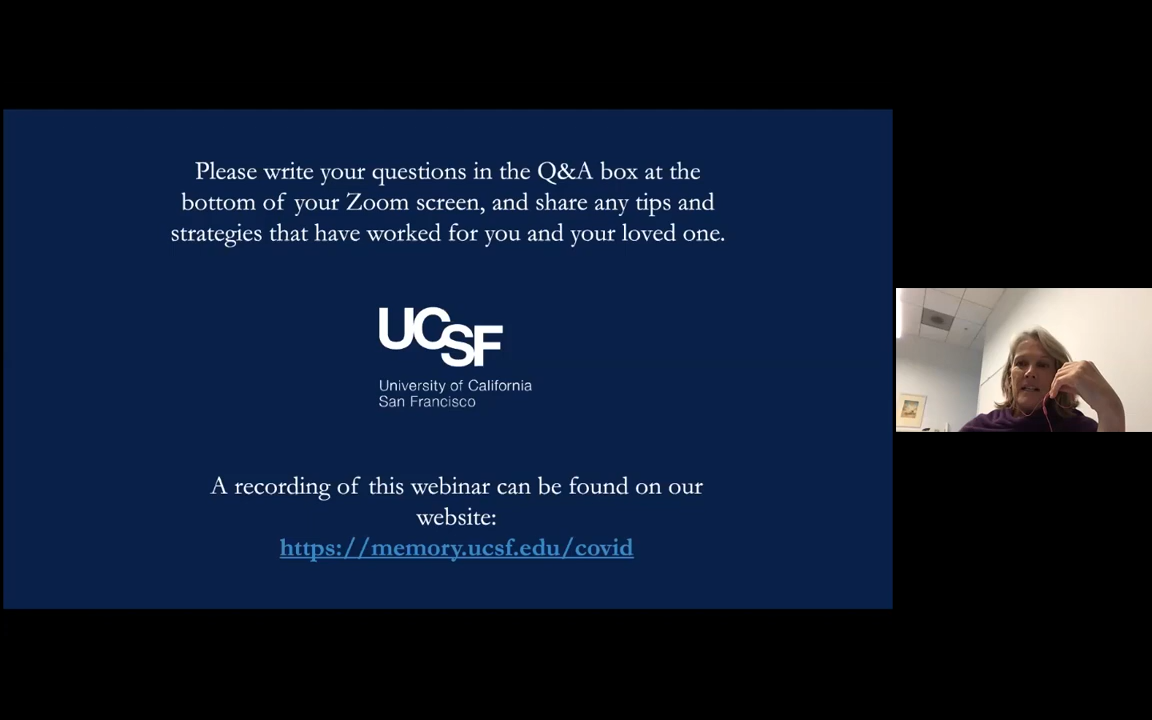 Please write your questions in the Q&A box at the
bottom of your Zoom screen, and share any tips and
strategies that have worked for you and your loved one.
UCSF
University of California
San Francisco
A recording of this webinar can be found on our
website:
https://memory.ucsf.edu/covid